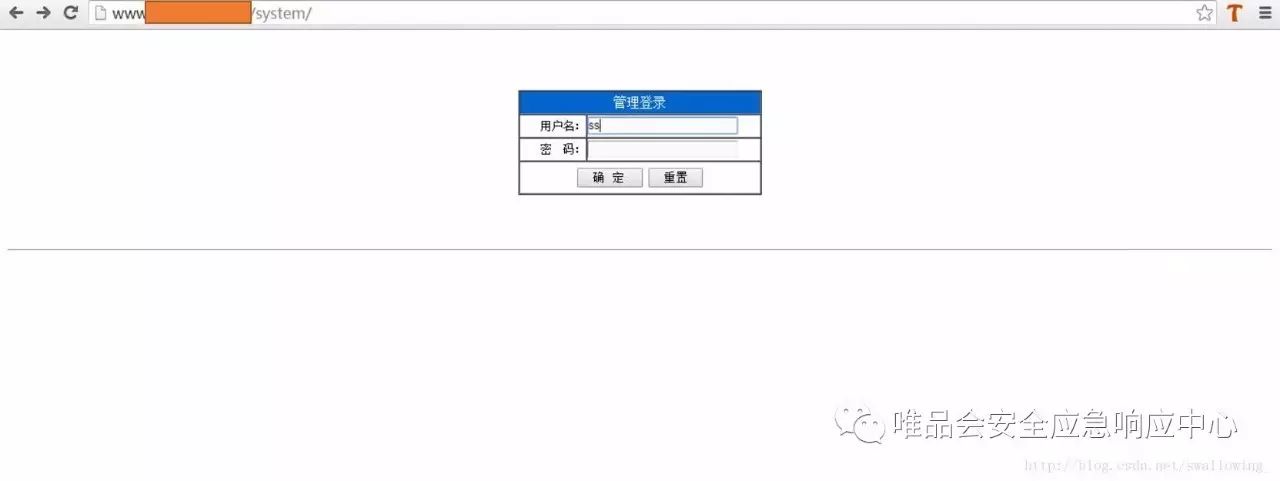 www /system/
管理登录
用户名: ss
密 码:
确 定 重置
唯品会安全应急响应中心
http://blog.csdn.net/swallowing_